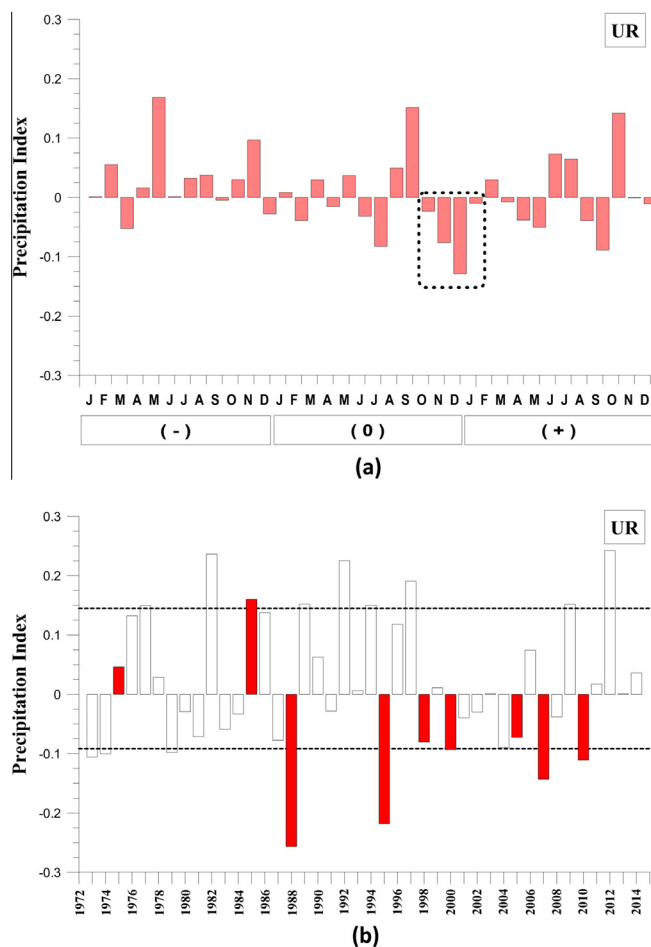 UR
0.3
0.2
0.1
0
-0.1
-0.2
-0.3
Precipitation Index
J F M A M J J A S O N D J F M A M J J A S O N D J F M A M J J A S O N D
( - ) ( 0 ) ( + )
(a)
UR
0.3
0.2
0.1
0
-0.1
-0.2
-0.3
Precipitation Index
1972 1974 1976 1978 1980 1982 1984 1986 1988 1990 1992 1994 1996 1998 2000 2002 2004 2006 2008 2010 2012 2014
(b)